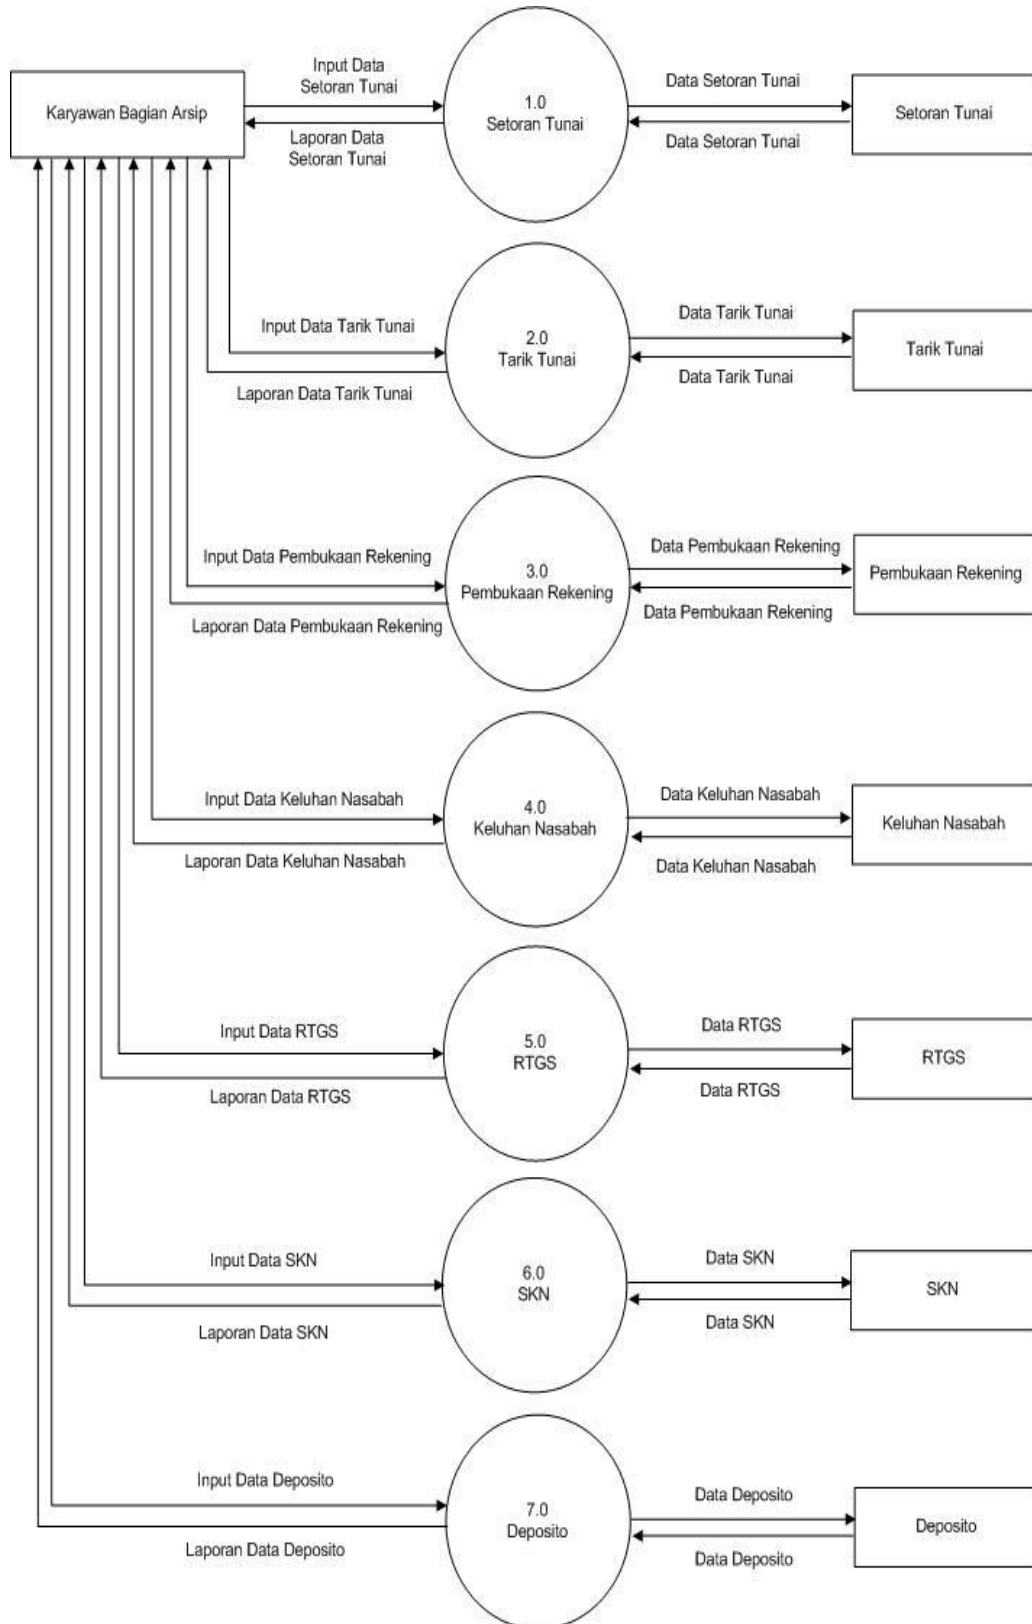 Karyawan Bagian Arsip
Input Data
Setoran Tunai
Laporan Data
Setoran Tunai
1.0
Setoran Tunai
Data Setoran Tunai
Data Setoran Tunai
Setoran Tunai
Input Data Tarik Tunai
Laporan Data Tarik Tunai
2.0
Tarik Tunai
Data Tarik Tunai
Data Tarik Tunai
Tarik Tunai
Input Data Pembukaan Rekening
Laporan Data Pembukaan Rekening
3.0
Pembukaan Rekening
Data Pembukaan Rekening
Data Pembukaan Rekening
Pembukaan Rekening
Input Data Keluhan Nasabah
Laporan Data Keluhan Nasabah
4.0
Keluhan Nasabah
Data Keluhan Nasabah
Data Keluhan Nasabah
Keluhan Nasabah
Input Data RTGS
Laporan Data RTGS
5.0
RTGS
Data RTGS
Data RTGS
RTGS
Input Data SKN
Laporan Data SKN
6.0
SKN
Data SKN
Data SKN
SKN
Input Data Deposito
Laporan Data Deposito
7.0
Deposito
Data Deposito
Data Deposito
Deposito